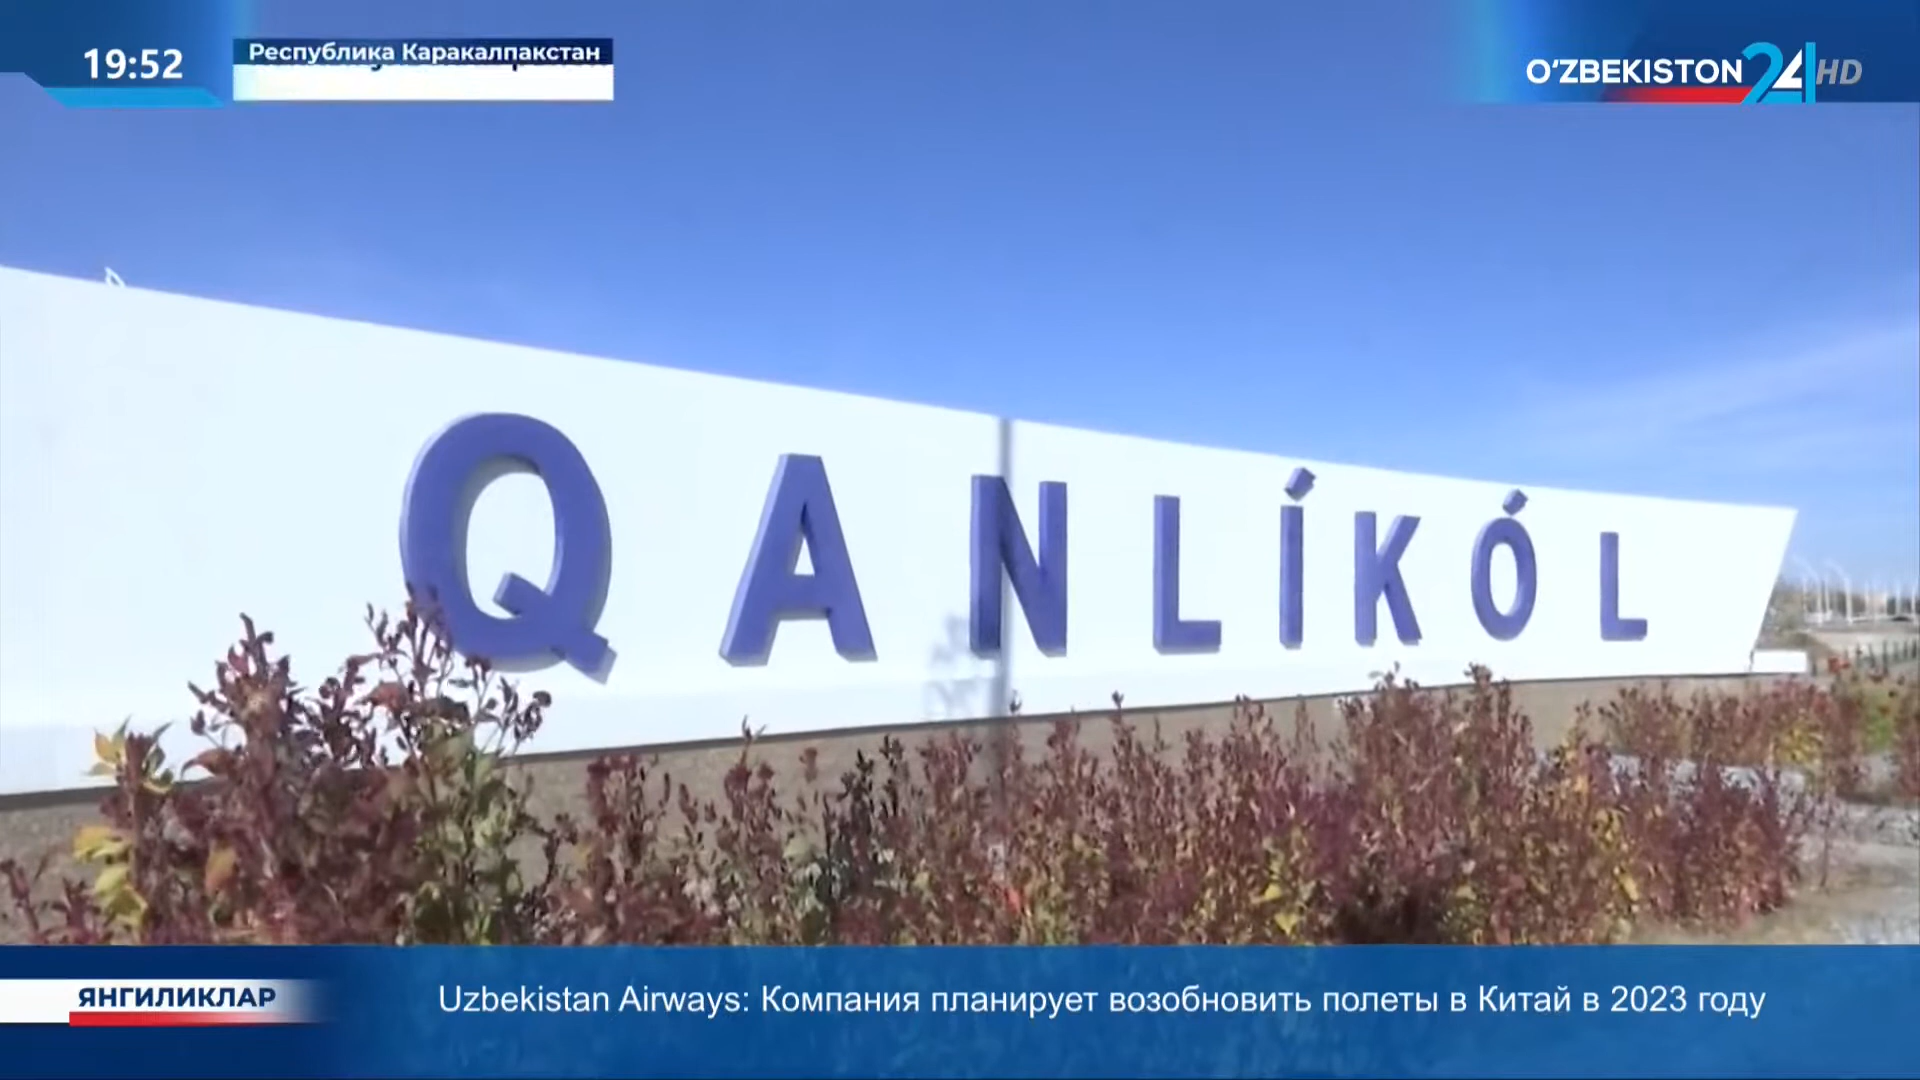 19:52
Республика Каракалпакстан
O‘ZBEKISTON 24 HD
QANLÍKÓL
ЯНГИЛИКЛАР
Uzbekistan Airways: Компания планирует возобновить полеты в Китай в 2023 году